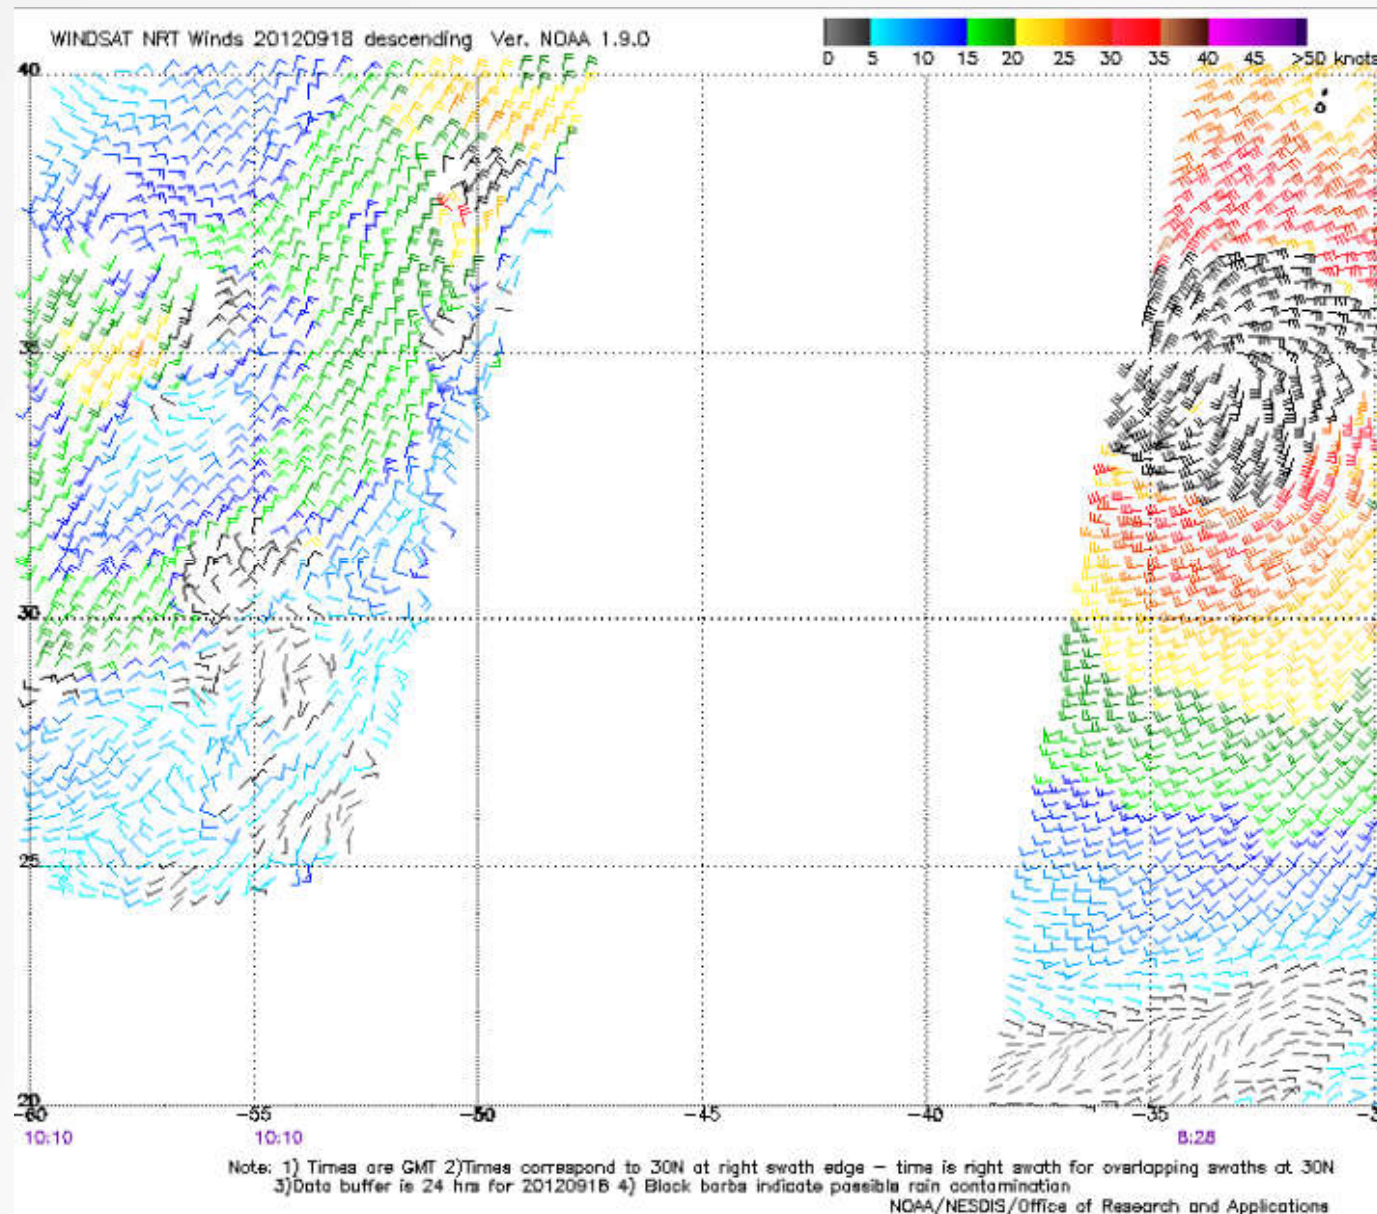 WINDSAT NRT Winds 20120918 descending Ver. NOAA 1.9.0
0 5 10 15 20 25 30 35 40 45 >50 knots
40
30
25
20
-60 -55 -50 -45 -40 -35
10:10 10:10 8:28
Note: 1) Times are GMT 2)Times correspond to 30N at right swath edge – time is right swath for overlapping swaths at 30N
3)Data buffer is 24 hrs for 20120918 4) Black barbs indicate possible rain contamination
NOAA/NESDIS/Office of Research and Applications